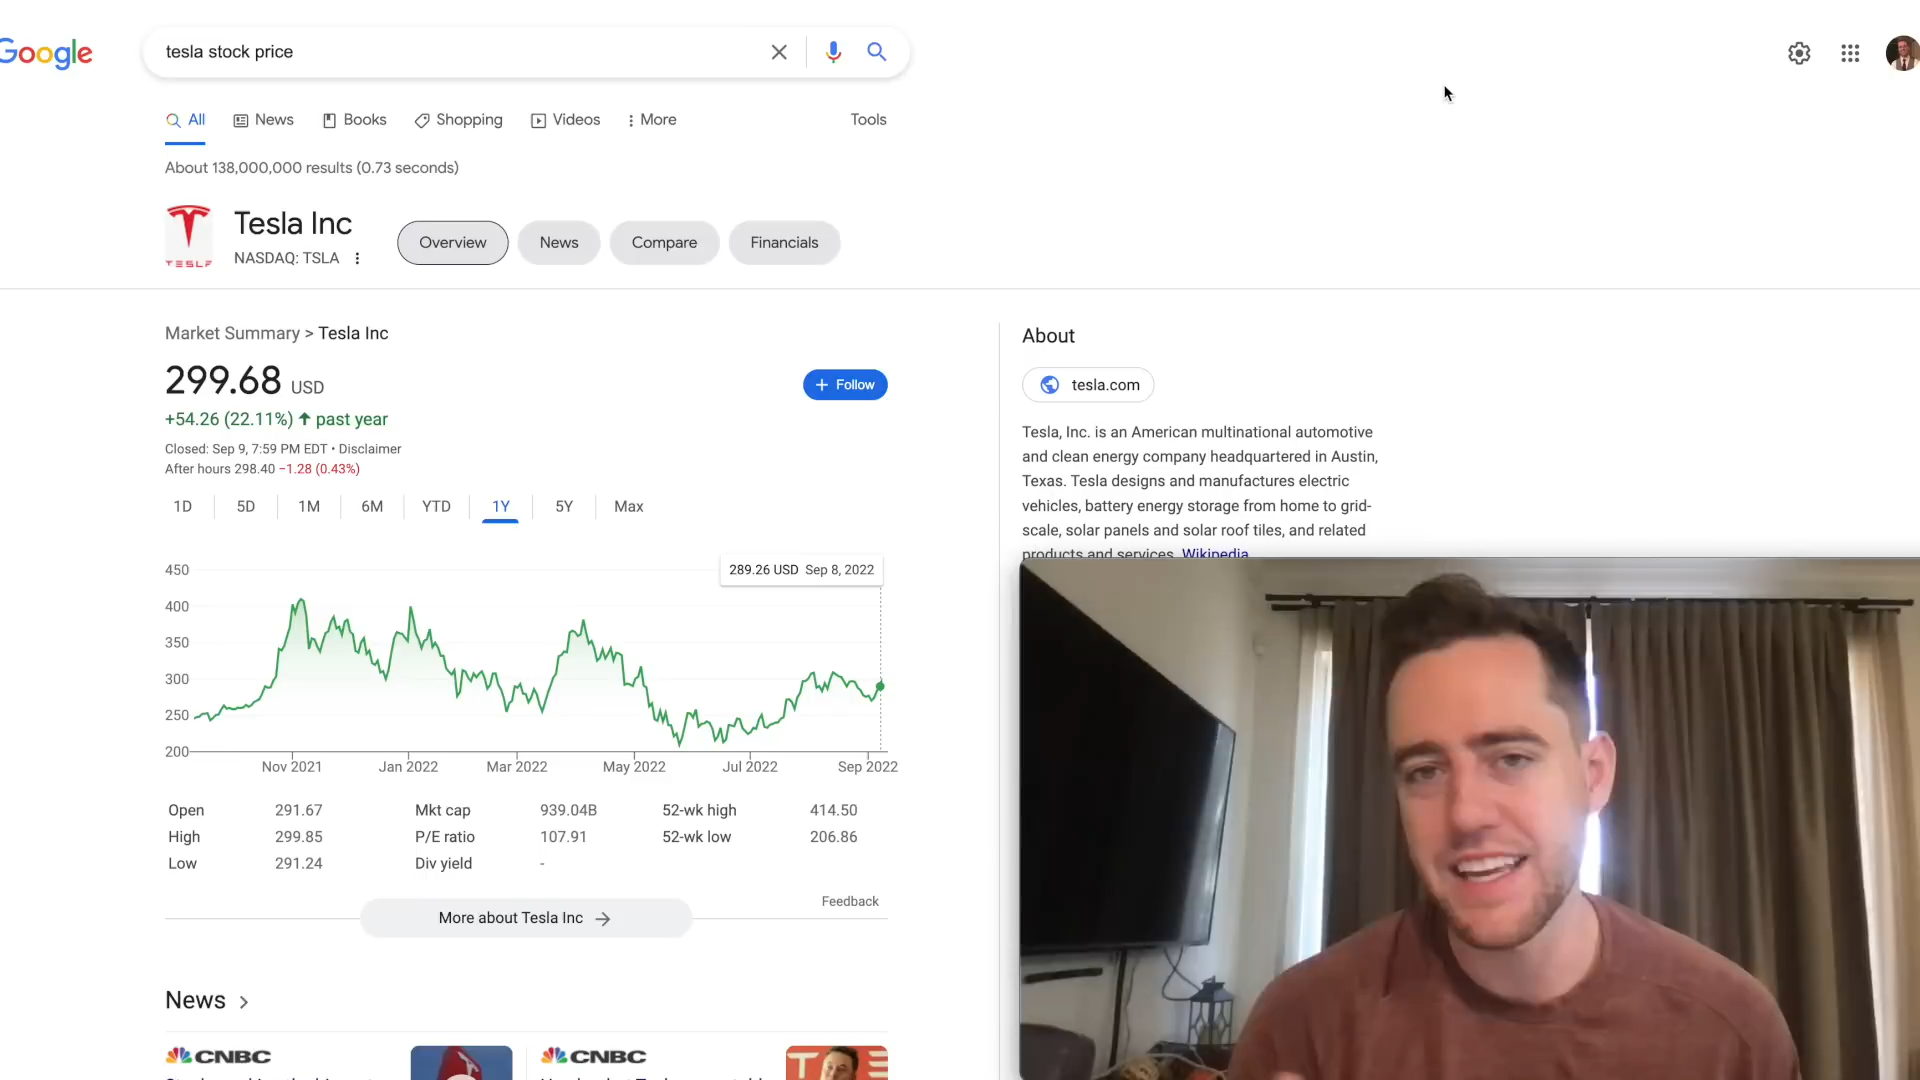 Google
tesla stock price
All News Books Shopping Videos More Tools
About 138,000,000 results (0.73 seconds)
TESLA
Tesla Inc
NASDAQ: TSLA
Overview News Compare Financials
Market Summary > Tesla Inc
299.68 USD
+ Follow
+54.26 (22.11%) ↑ past year
Closed: Sep 9, 7:59 PM EDT • Disclaimer
After hours 298.40 −1.28 (0.43%)
1D 5D 1M 6M YTD 1Y 5Y Max
289.26 USD Sep 8, 2022
450
400
350
300
250
200
Nov 2021 Jan 2022 Mar 2022 May 2022 Jul 2022 Sep 2022
Open 291.67 Mkt cap 939.04B 52-wk high 414.50
High 299.85 P/E ratio 107.91 52-wk low 206.86
Low 291.24 Div yield -
Feedback
More about Tesla Inc →
News >
CNBC
CNBC
About
tesla.com
Tesla, Inc. is an American multinational automotive
and clean energy company headquartered in Austin,
Texas. Tesla designs and manufactures electric
vehicles, battery energy storage from home to grid-
scale, solar panels and solar roof tiles, and related
products and services. Wikipedia